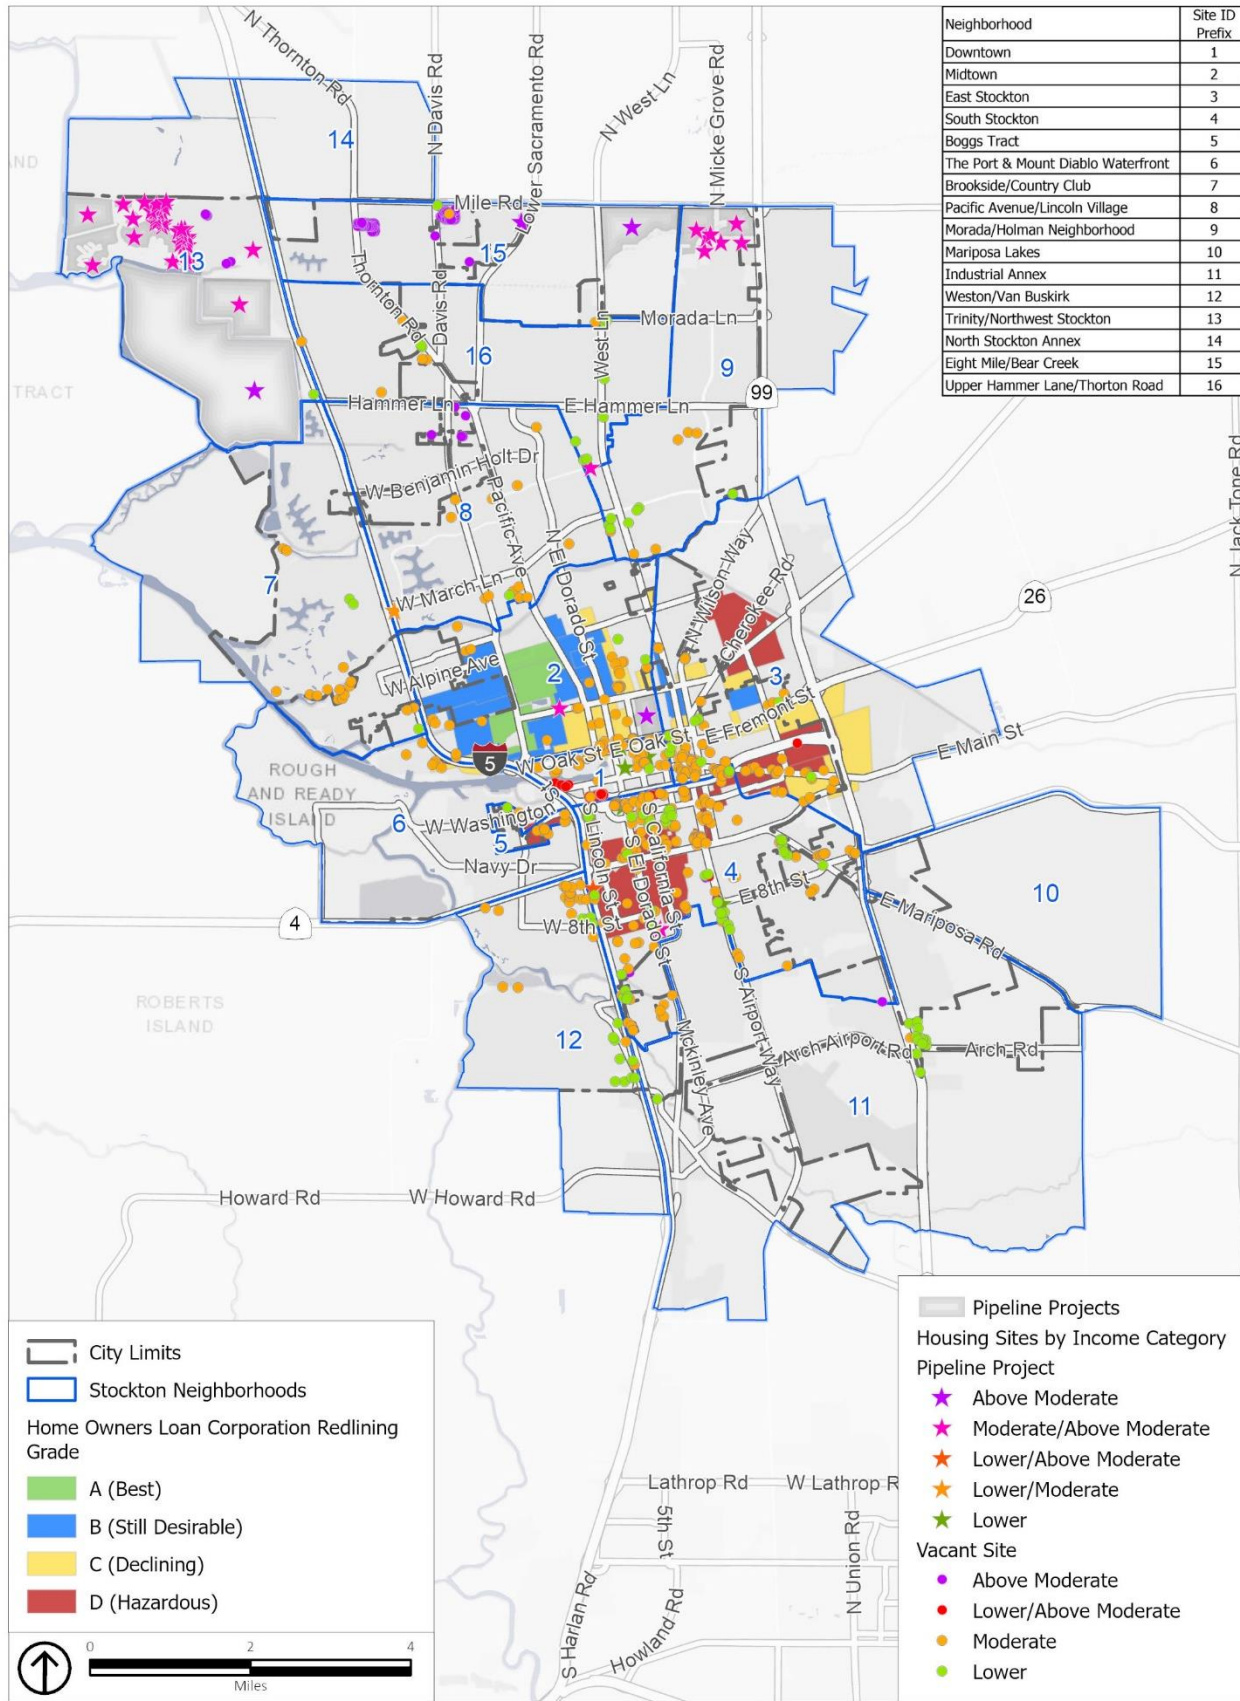 Neighborhood Site ID Prefix
Downtown 1
Midtown 2
East Stockton 3
South Stockton 4
Boggs Tract 5
The Port & Mount Diablo Waterfront 6
Brookside/Country Club 7
Pacific Avenue/Lincoln Village 8
Morada/Holman Neighborhood 9
Mariposa Lakes 10
Industrial Annex 11
Weston/Van Buskirk 12
Trinity/Northwest Stockton 13
North Stockton Annex 14
Eight Mile/Bear Creek 15
Upper Hammer Lane/Thorton Road 16
N Thornton Rd
N Davis Rd
Lower Sacramento Rd
N West Ln
N Micke Grove Rd
14
AND
Mile Rd
13
15
Thornton Rd
Davis Rd
16
West Ln
Morada Ln
9
TRACT
Hammer Ln
E Hammer Ln
99
N Jack Tone Rd
W Benjamin Holt Dr
Pacific Ave
8
N El Dorado St
7
W March Ln
N Wilson Way
Cherokee Rd
26
W Alpine Ave
2
3
E Fremont St
W Oak St
E Oak St
E Main St
5
ROUGH
AND READY
ISLAND
1
6
W Washington St
5
S Lincoln St
S El Dorado St
S California St
4
Navy Dr
E 8th St
10
4
W 8th St
E Mariposa Rd
ROBERTS
ISLAND
S Airport Way
12
Mckinley Ave
Arch Airport Rd
Arch Rd
11
Howard Rd
W Howard Rd
Lathrop Rd
W Lathrop R
5th St
N Union Rd
S Harlan Rd
Howland Rd
City Limits
Stockton Neighborhoods
Home Owners Loan Corporation Redlining
Grade
A (Best)
B (Still Desirable)
C (Declining)
D (Hazardous)
0 2 4
Miles
Pipeline Projects
Housing Sites by Income Category
Pipeline Project
Above Moderate
Moderate/Above Moderate
Lower/Above Moderate
Lower/Moderate
Lower
Vacant Site
Above Moderate
Lower/Above Moderate
Moderate
Lower